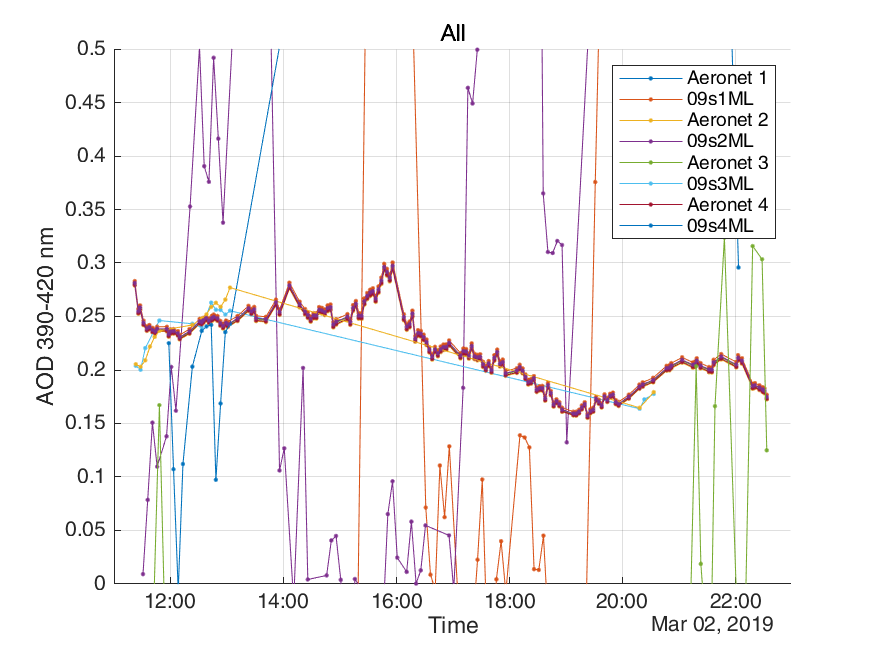 All
0.5
0.45
0.4
0.35
0.3
0.25
0.2
0.15
0.1
0.05
0
AOD 390-420 nm
Aeronet 1
09s1ML
Aeronet 2
09s2ML
Aeronet 3
09s3ML
Aeronet 4
09s4ML
12:00 14:00 16:00 18:00 20:00 22:00
Time
Mar 02, 2019